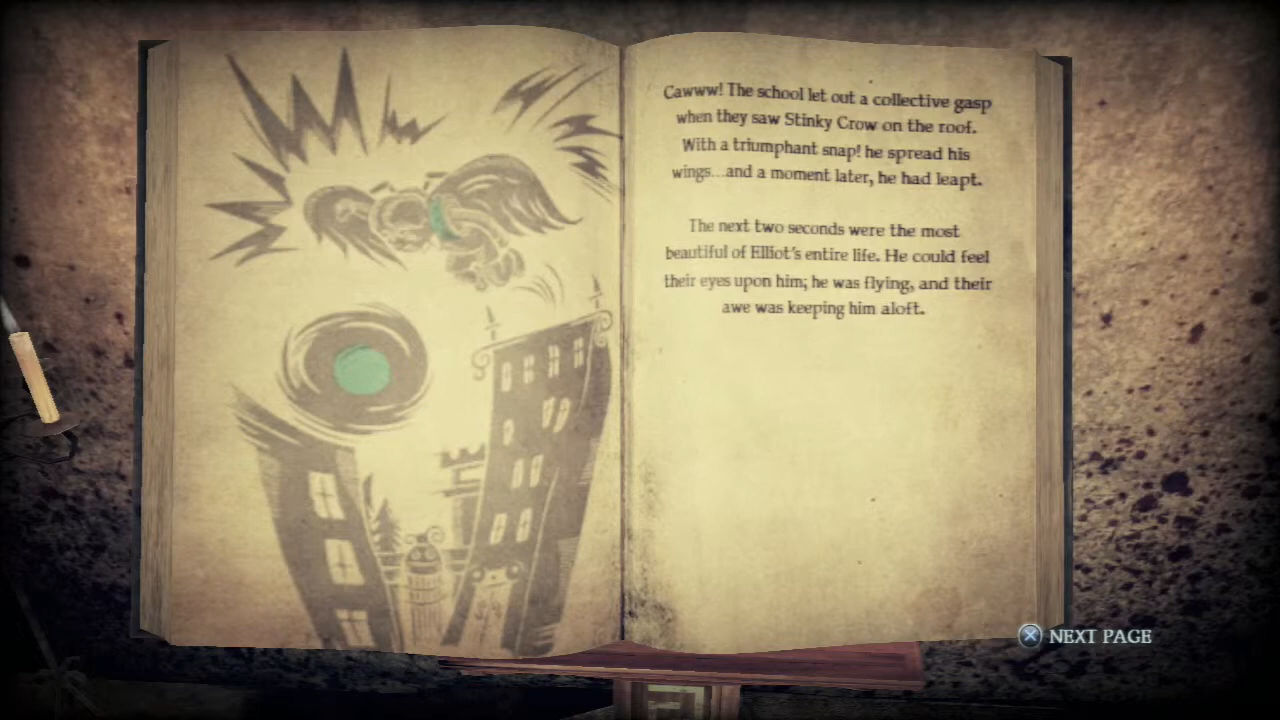 Cawww! The school let out a collective gasp
when they saw Stinky Crow on the roof.
With a triumphant snap! he spread his
wings...and a moment later, he had leapt.
The next two seconds were the most
beautiful of Elliot's entire life. He could feel
their eyes upon him; he was flying, and their
awe was keeping him aloft.
NEXT PAGE